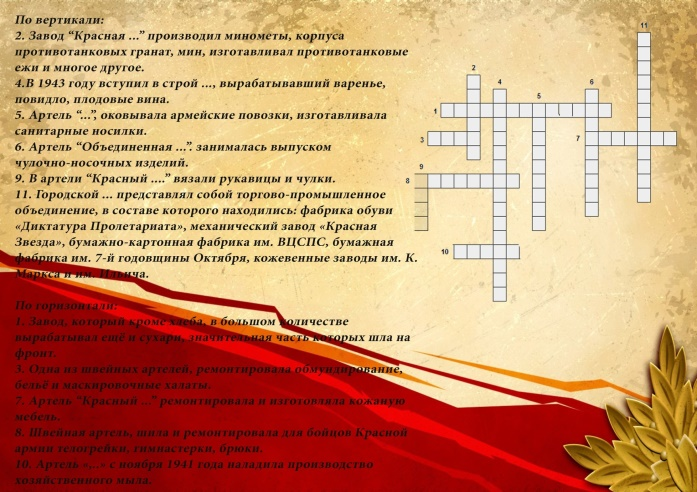 По вертикали:
2. Завод “Красная ...” производил минометы, корпуса
противотанковых гранат, мин, изготавливал противотанковые
ежи и многое другое.
4.В 1943 году вступил в строй ..., вырабатывавший варенье,
повидло, плодовые вина.
5. Артель “...”, оковывала армейские повозки, изготавливала
санитарные носилки.
6. Артель “Объединенная ...”. занималась выпуском
чулочно-носочных изделий.
9. В артели “Красный ....” вязали рукавицы и чулки.
11. Городской ... представлял собой торгово-промышленное
объединение, в составе которого находились: фабрика обуви
«Диктатура Пролетариата», механический завод «Красная
Звезда», бумажно-картонная фабрика им. ВЦСПС, бумажная
фабрика им. 7-й годовщины Октября, кожевенные заводы им. К.
Маркса и им. Ильича.
По горизонтали:
1. Завод, который кроме хлеба, в большом количестве
вырабатывал ещё и сухари, значительная часть которых шла на
фронт.
3. Одна из швейных артелей, ремонтировала обмундирование,
бельё и маскировочные халаты.
7. Артель “Красный ...” ремонтировала и изготовляла кожаную
мебель.
8. Швейная артель, шила и ремонтировала для бойцов Красной
армии телогрейки, гимнастерки, брюки.
10. Артель «...» с ноября 1941 года наладила производство
хозяйственного мыла.
11
2
4
6
5
1
3
7
9
8
10